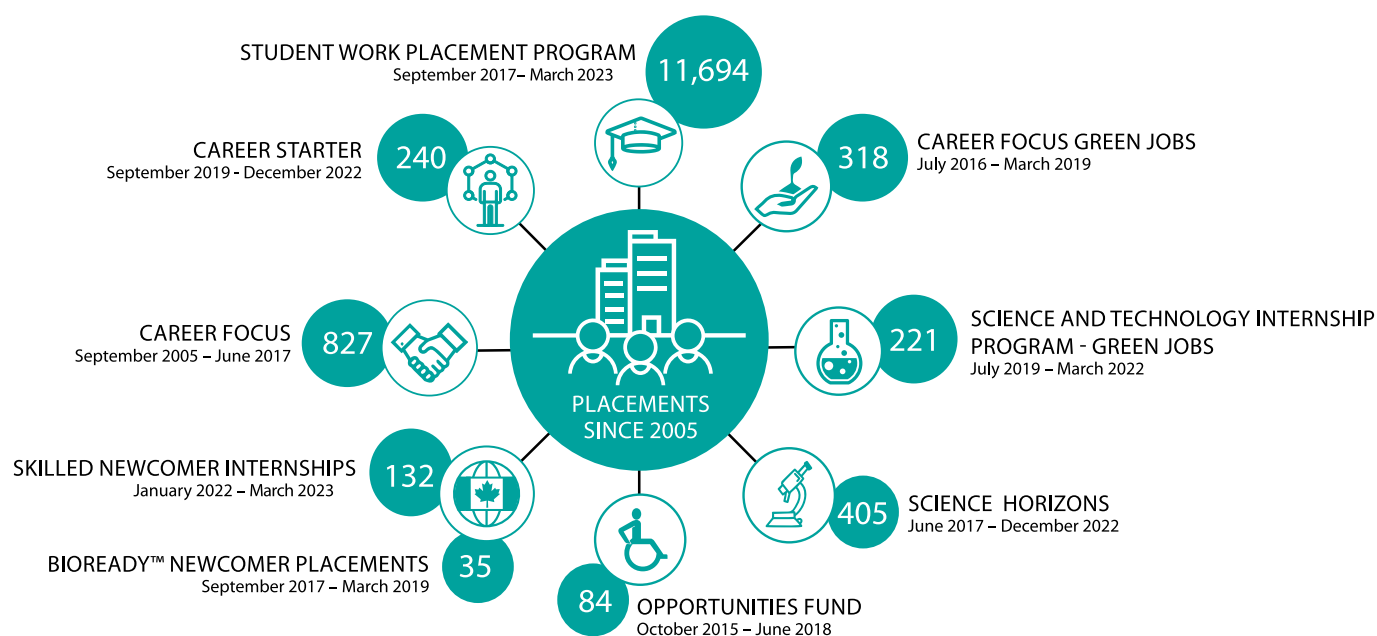 STUDENT WORK PLACEMENT PROGRAM
September 2017– March 2023
11,694
CAREER STARTER
September 2019 - December 2022
240
318
CAREER FOCUS GREEN JOBS
July 2016 – March 2019
CAREER FOCUS
September 2005 – June 2017
827
221
SCIENCE AND TECHNOLOGY INTERNSHIP
PROGRAM - GREEN JOBS
July 2019 – March 2022
PLACEMENTS
SINCE 2005
SKILLED NEWCOMER INTERNSHIPS
January 2022 – March 2023
132
405
SCIENCE HORIZONS
June 2017 – December 2022
BIOREADY™ NEWCOMER PLACEMENTS
September 2017 – March 2019
35
84
OPPORTUNITIES FUND
October 2015 – June 2018